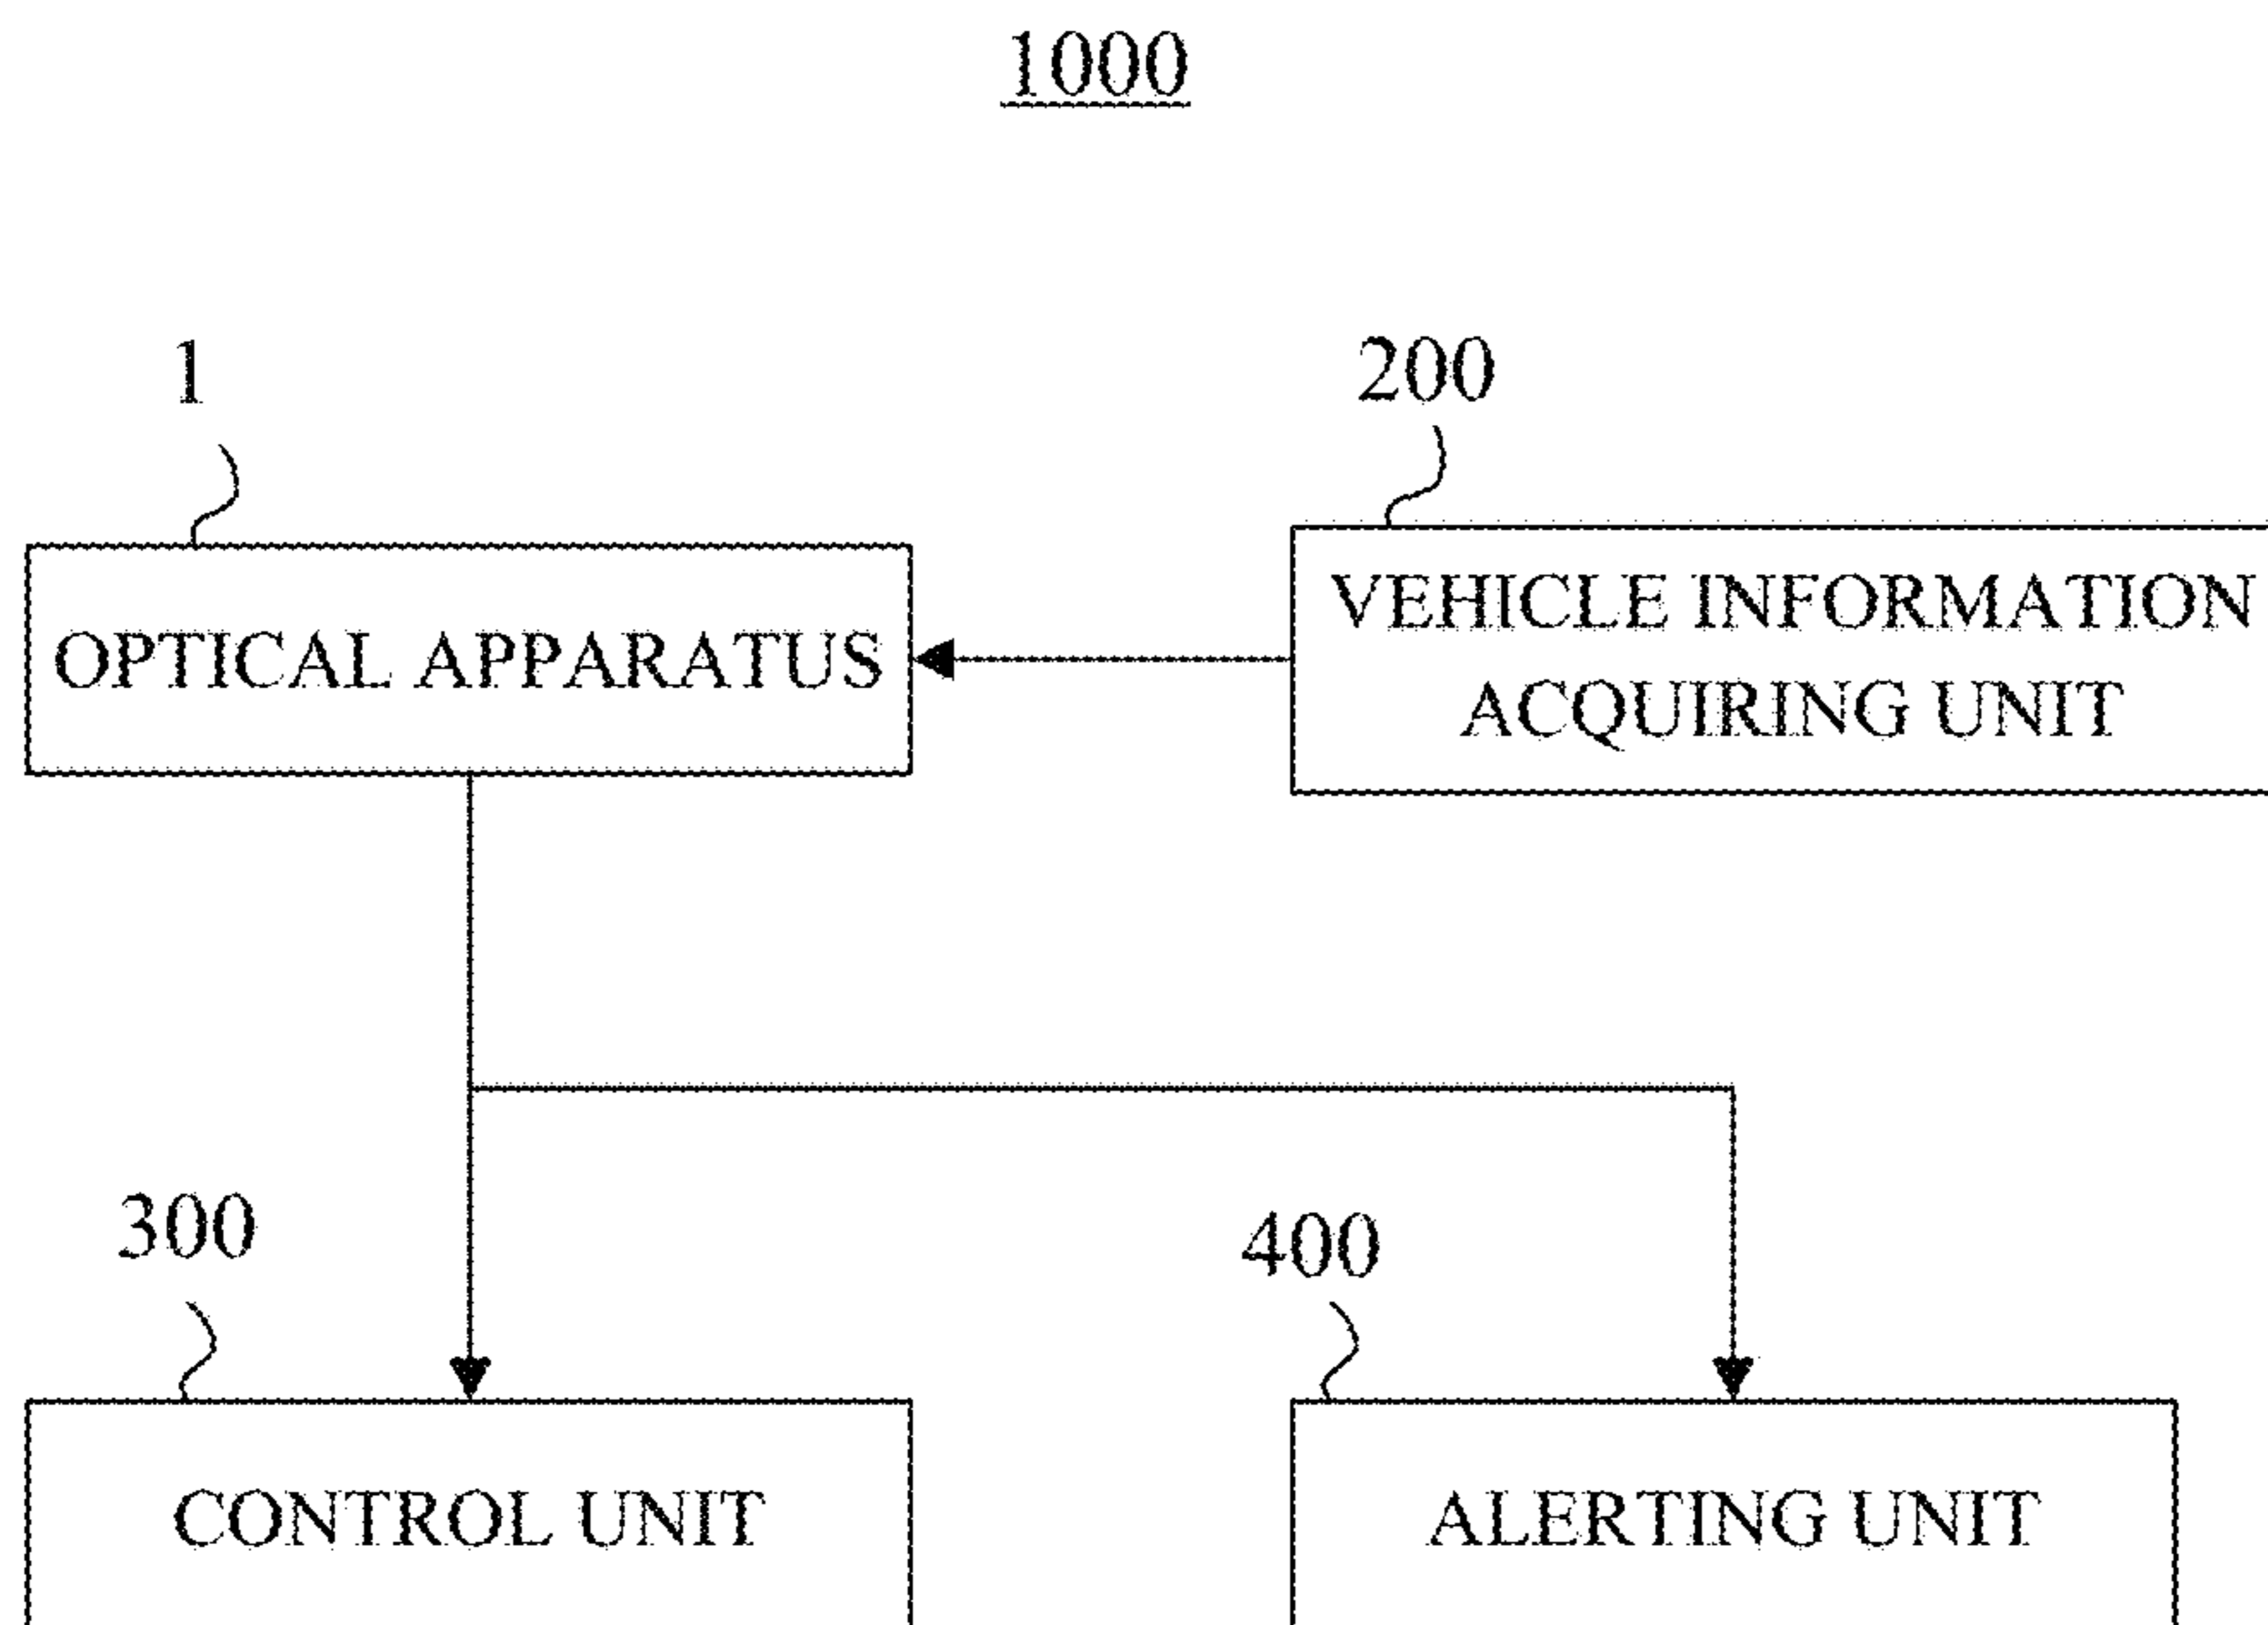 1000
1
200
OPTICAL APPARATUS
VEHICLE INFORMATION
ACQUIRING UNIT
300
400
CONTROL UNIT
ALERTING UNIT